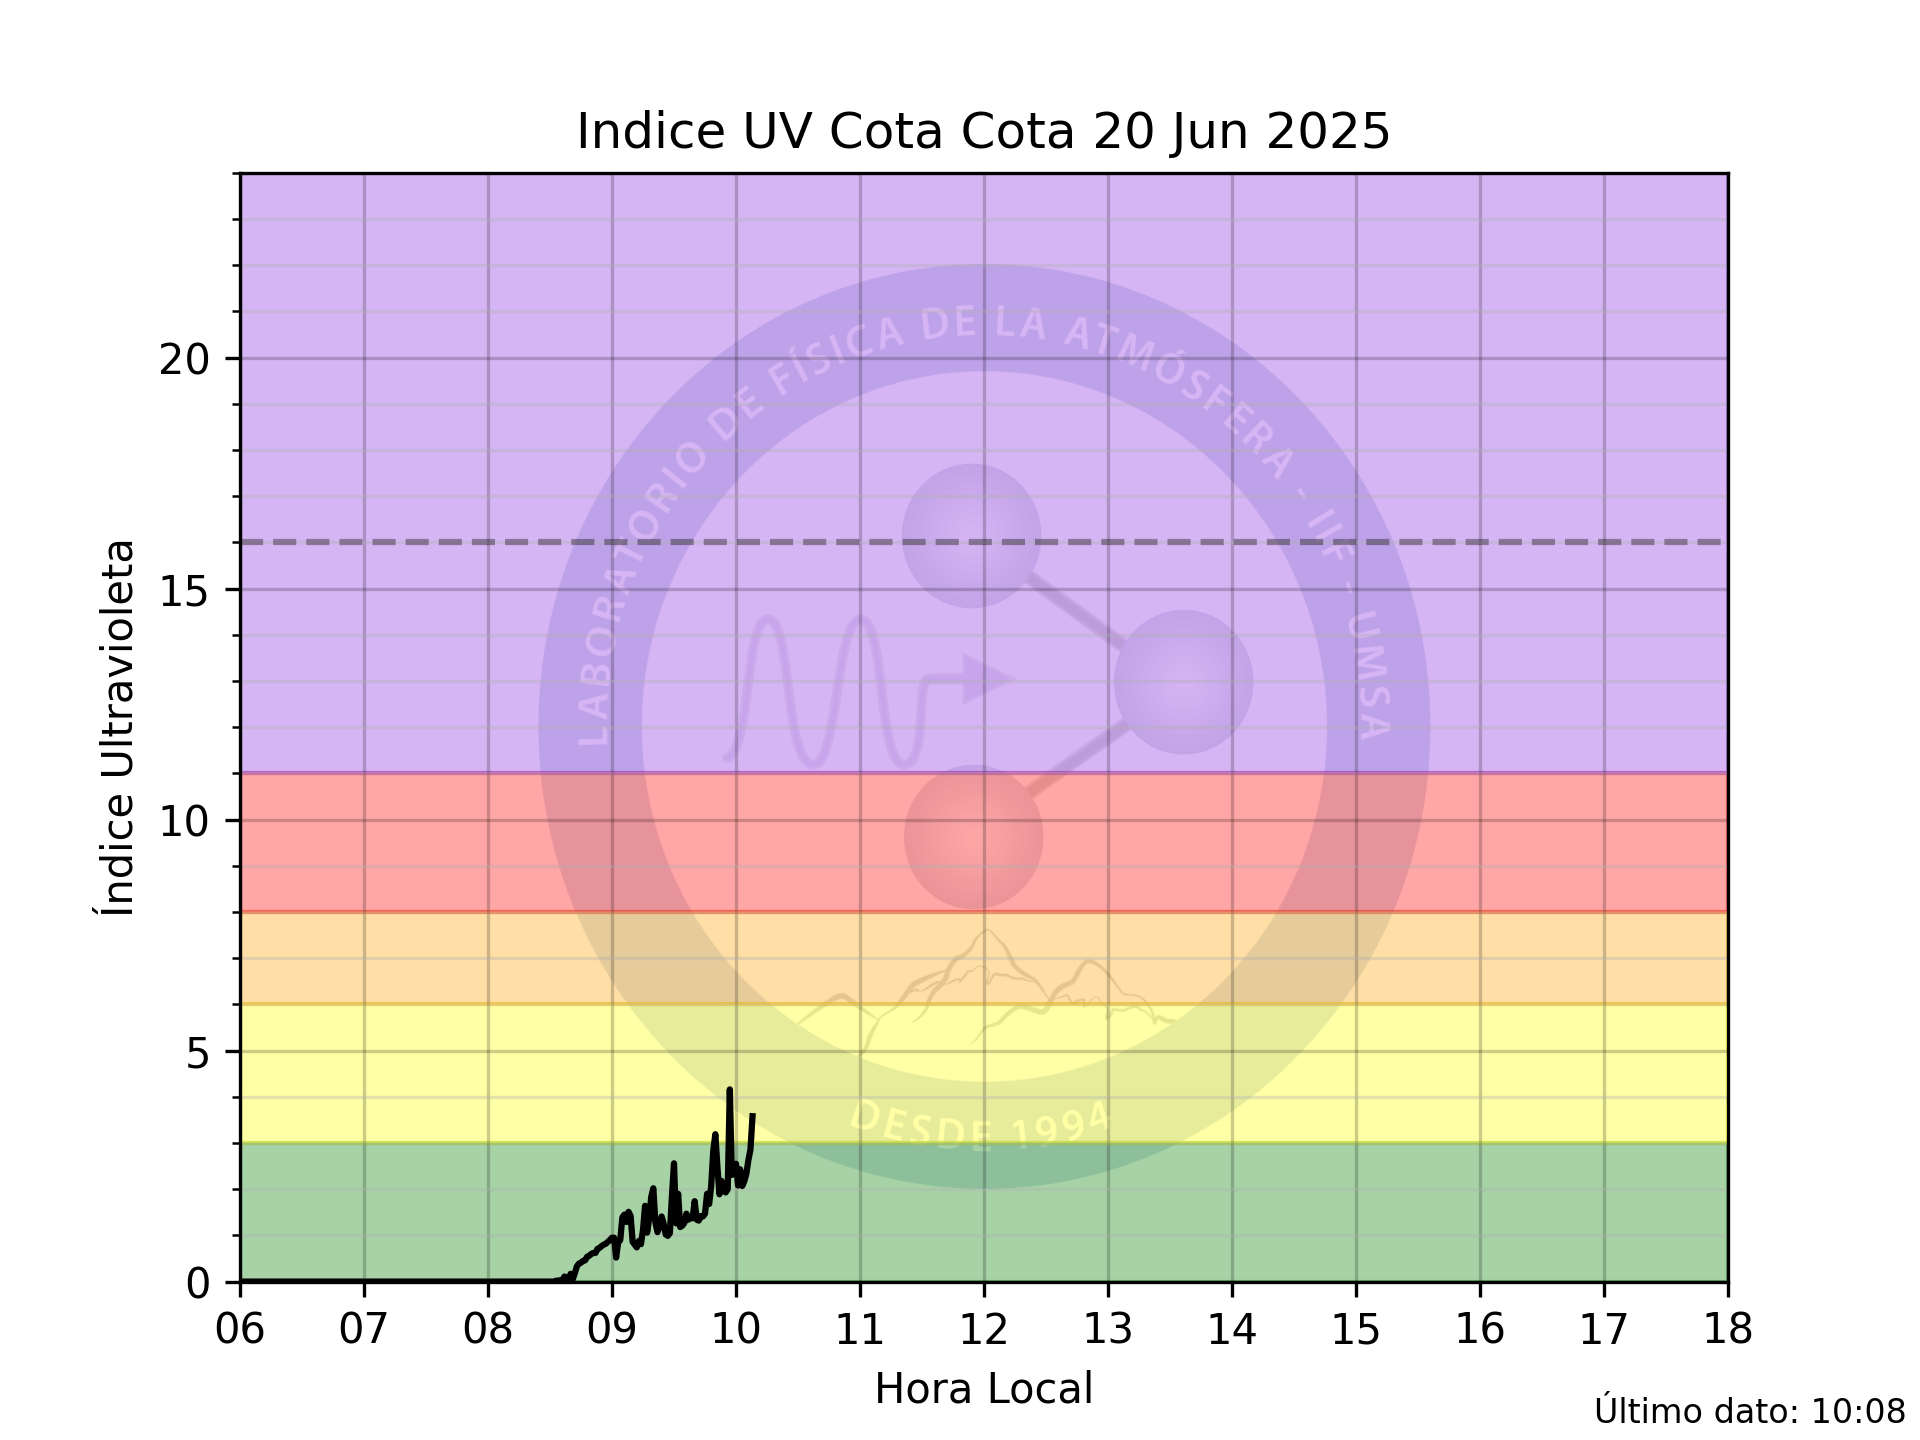 Indice UV Cota Cota 20 Jun 2025
LABORATORIO DE FÍSICA DE LA ATMÓSFERA - IIF - UMSA
DESDE 1994
Índice Ultravioleta
20
15
10
5
0
06 07 08 09 10 11 12 13 14 15 16 17 18
Hora Local
Último dato: 10:08